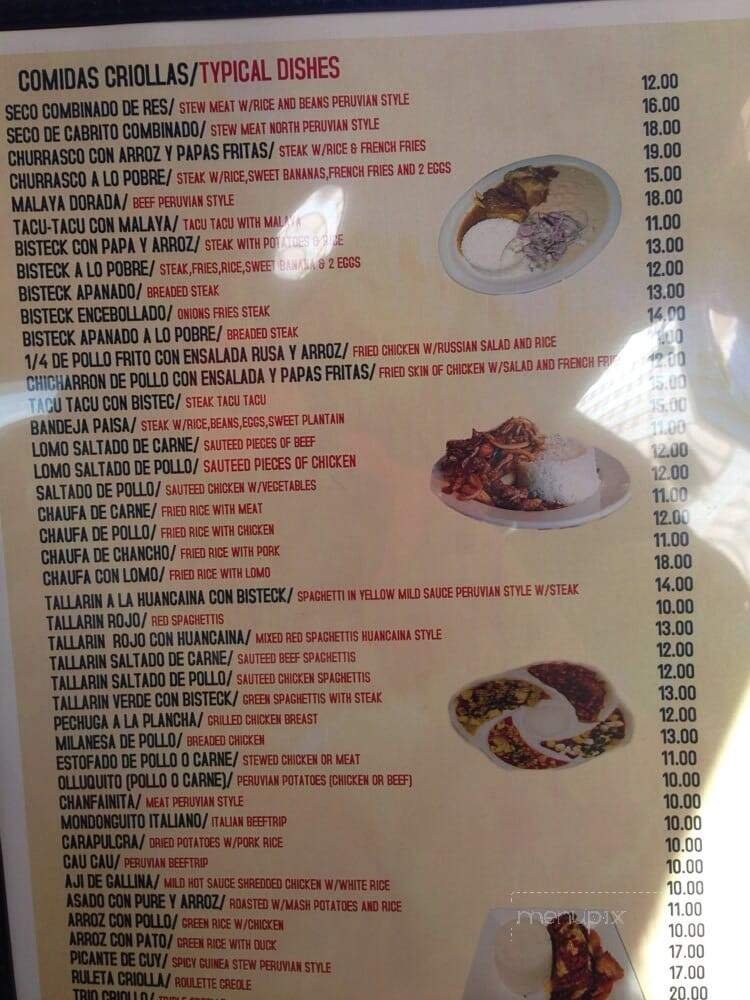 COMIDAS CRIOLLAS/TYPICAL DISHES
SECO COMBINADO DE RES/ STEW MEAT W/RICE AND BEANS PERUVIAN STYLE 12.00
SECO DE CABRITO COMBINADO/ STEW MEAT NORTH PERUVIAN STYLE 16.00
CHURRASCO CON ARROZ Y PAPAS FRITAS/ STEAK W/RICE & FRENCH FRIES 18.00
CHURRASCO A LO POBRE/ STEAK W/RICE,SWEET BANANAS,FRENCH FRIES AND 2 EGGS 19.00
MALAYA DORADA/ BEEF PERUVIAN STYLE 15.00
TACU-TACU CON MALAYA/ TACU TACU WITH MALAYA 18.00
BISTECK CON PAPA Y ARROZ/ STEAK WITH POTATOES & RICE 11.00
BISTECK A LO POBRE/ STEAK,FRIES,RICE,SWEET BANANA & 2 EGGS 13.00
BISTECK APANADO/ BREADED STEAK 12.00
BISTECK ENCEBOLLADO/ ONIONS FRIES STEAK 13.00
BISTECK APANADO A LO POBRE/ BREADED STEAK 14.00
1/4 DE POLLO FRITO CON ENSALADA RUSA Y ARROZ/ FRIED CHICKEN W/RUSSIAN SALAD AND RICE
CHICHARRON DE POLLO CON ENSALADA Y PAPAS FRITAS/ FRIED SKIN OF CHICKEN W/SALAD AND FRENCH FRIES 12.00
TACU TACU CON BISTEC/ STEAK TACU TACU 15.00
BANDEJA PAISA/ STEAK W/RICE,BEANS,EGGS,SWEET PLANTAIN 15.00
LOMO SALTADO DE CARNE/ SAUTEED PIECES OF BEEF 11.00
LOMO SALTADO DE POLLO/ SAUTEED PIECES OF CHICKEN 12.00
SALTADO DE POLLO/ SAUTEED CHICKEN W/VEGETABLES 12.00
CHAUFA DE CARNE/ FRIED RICE WITH MEAT 11.00
CHAUFA DE POLLO/ FRIED RICE WITH CHICKEN 12.00
CHAUFA DE CHANCHO/ FRIED RICE WITH PORK 11.00
CHAUFA CON LOMO/ FRIED RICE WITH LOMO 18.00
TALLARIN A LA HUANCAINA CON BISTECK/ SPAGHETTI IN YELLOW MILD SAUCE PERUVIAN STYLE W/STEAK 14.00
TALLARIN ROJO/ RED SPAGHETTIS 10.00
TALLARIN ROJO CON HUANCAINA/ MIXED RED SPAGHETTIS HUANCAINA STYLE 13.00
TALLARIN SALTADO DE CARNE/ SAUTEED BEEF SPAGHETTIS 12.00
TALLARIN SALTADO DE POLLO/ SAUTEED CHICKEN SPAGHETTIS 12.00
TALLARIN VERDE CON BISTECK/ GREEN SPAGHETTIS WITH STEAK 13.00
PECHUGA A LA PLANCHA/ GRILLED CHICKEN BREAST 12.00
MILANESA DE POLLO/ BREADED CHICKEN 13.00
ESTOFADO DE POLLO O CARNE/ STEWED CHICKEN OR MEAT 11.00
OLLUQUITO (POLLO O CARNE)/ PERUVIAN POTATOES (CHICKEN OR BEEF) 10.00
CHANFAINITA/ MEAT PERUVIAN STYLE 10.00
MONDONGUITO ITALIANO/ ITALIAN BEEFTRIP 10.00
CARAPULCRA/ DRIED POTATOES W/PORK RICE 10.00
CAU CAU/ PERUVIAN BEEFTRIP 10.00
AJI DE GALLINA/ MILD HOT SAUCE SHREDDED CHICKEN W/WHITE RICE 10.00
ASADO CON PURE Y ARROZ/ ROASTED W/MASH POTATOES AND RICE 11.00
ARROZ CON POLLO/ GREEN RICE W/CHICKEN 10.00
ARROZ CON PATO/ GREEN RICE WITH DUCK 17.00
PICANTE DE CUY/ SPICY GUINEA STEW PERUVIAN STYLE 17.00
RULETA CRIOLLA/ ROULETTE CREOLE 20.00
TRIO CRIOLLO/
menupix